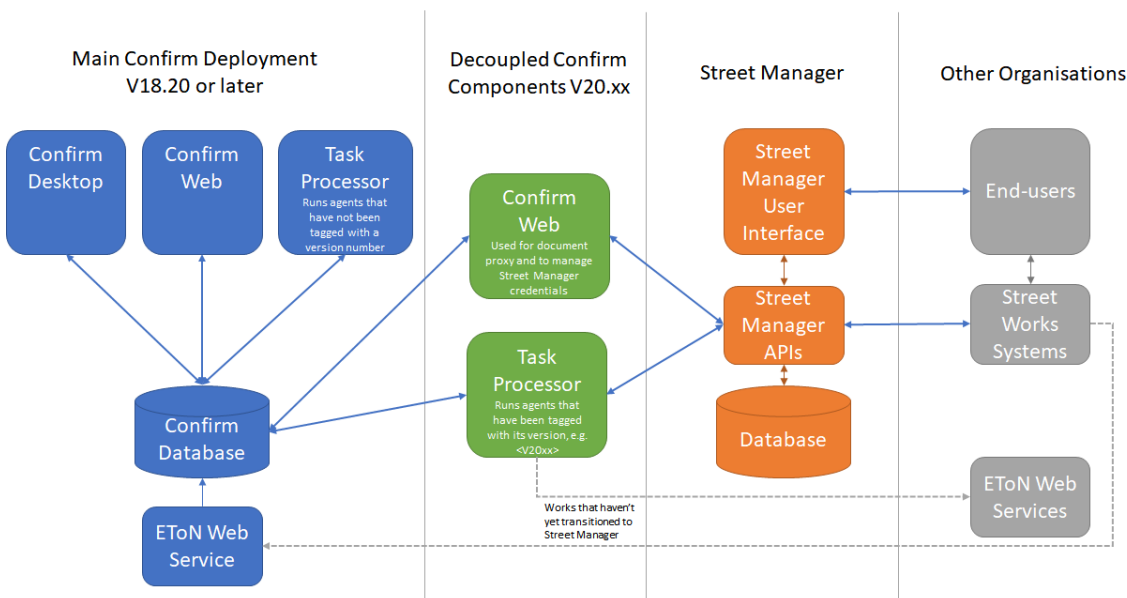 Main Confirm Deployment
V18.20 or later
Decoupled Confirm
Components V20.xx
Street Manager
Other Organisations
Confirm
Desktop
Confirm
Web
Task
Processor
Runs agents that
have not been
tagged with a
version number
Confirm
Web
Used for document
proxy and to manage
Street Manager
credentials
Street
Manager
User
Interface
End-users
Street
Manager
APIs
Street
Works
Systems
Task
Processor
Runs agents that
have been tagged
with its version, e.g.
<V20xx>
Confirm
Database
Database
EToN Web
Services
Works that haven't
yet transitioned to
Street Manager
EToN Web
Service